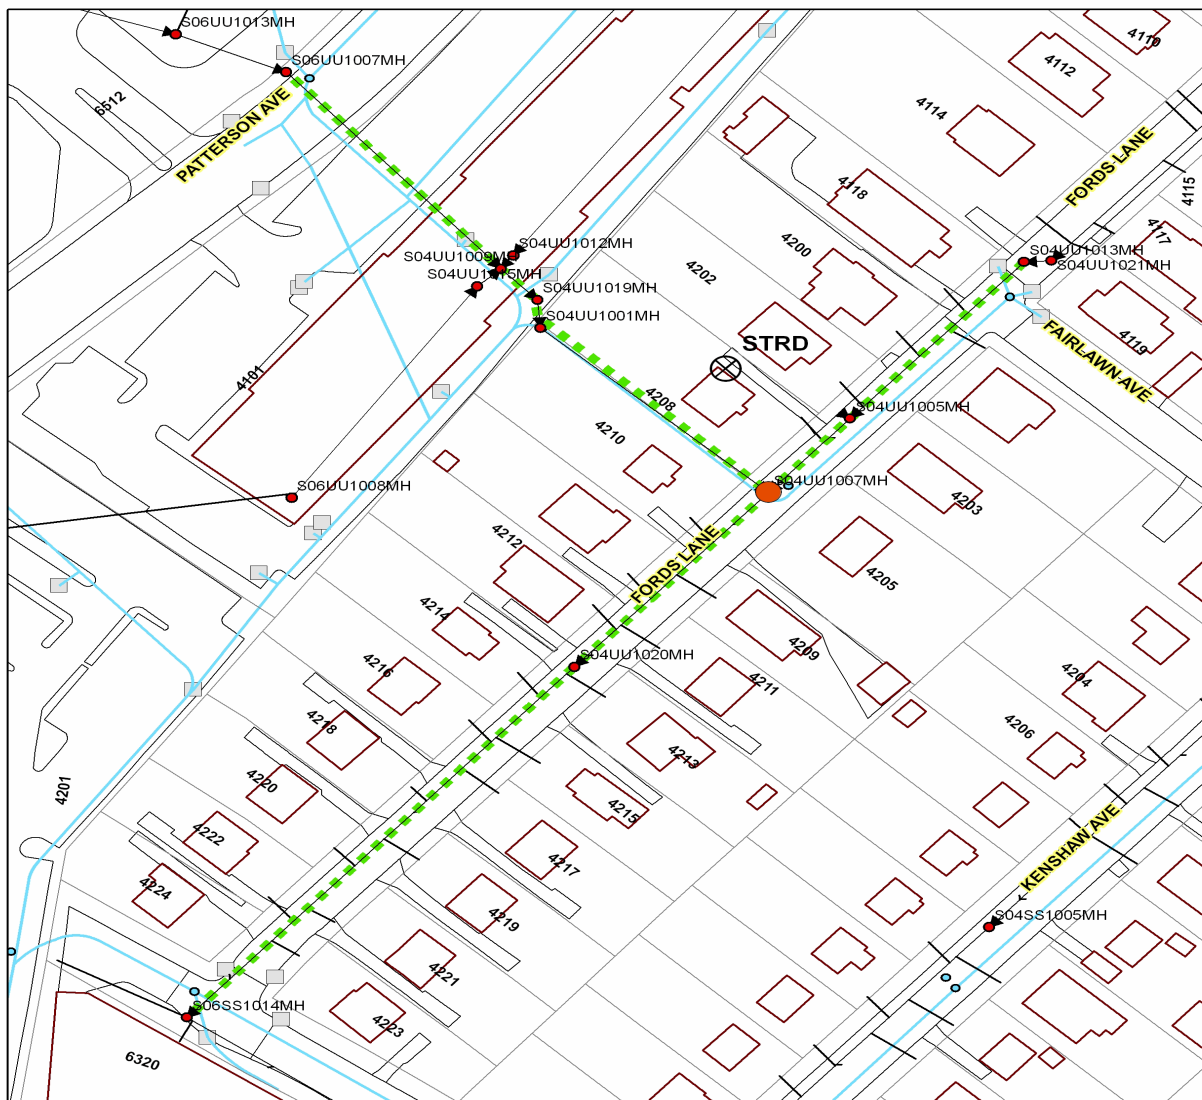 S06UU1013MH
4110
S06UU1007MH
4112
6512
4114
PATTERSON AVE
FORDS LANE
4118
4115
4117
S04UU1012MH
4200
S04UU1009MH
S04UU1013MH
S04UU1015MH
4202
S04UU1021MH
S04UU1019MH
S04UU1001MH
STRD
4119
FAIRLAWN AVE
4101
4208
S04UU1005MH
4210
S04UU1007MH
S06UU1008MH
4203
4212
FORDS LANE
4205
4214
4209
S04UU1020MH
4216
4211
4204
4218
4206
4213
4220
4201
4215
4222
KENSHAW AVE
4217
4224
4219
S04SS1005MH
4221
S06SS1014MH
4223
6320